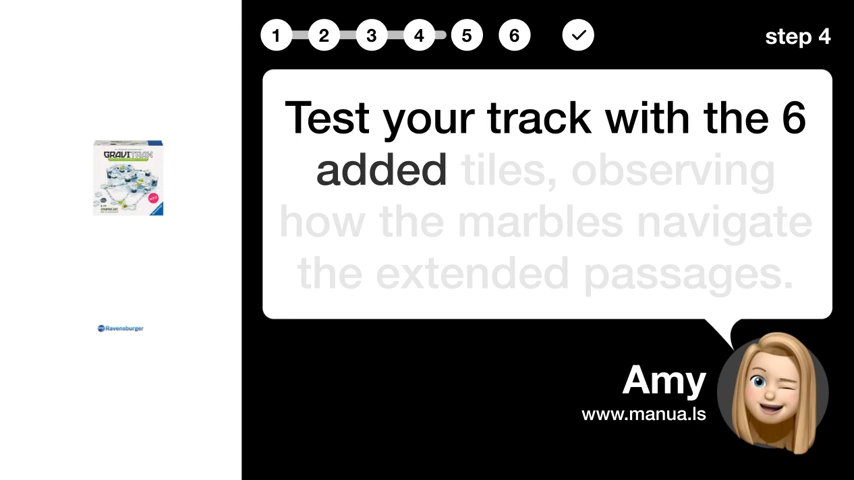 1 2 3 4 5 6
step 4
Test your track with the 6
added tiles, observing
how the marbles navigate
the extended passages.
GRAVITRAX
Ravensburger
Amy
www.manua.ls